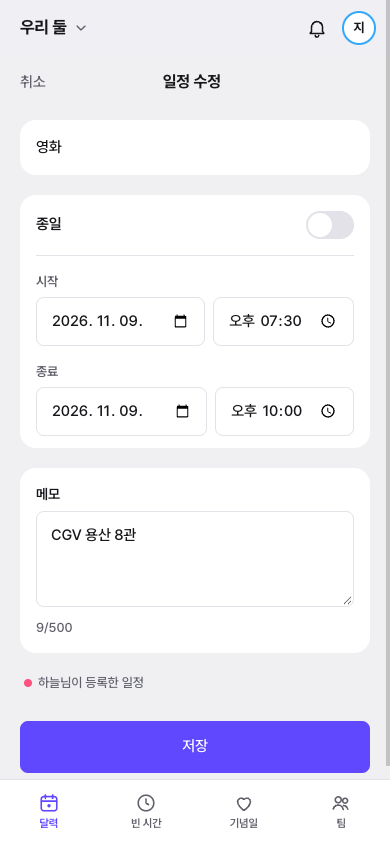 우리 둘
지
취소
일정 수정
영화
종일
시작
2026. 11. 09.
오후 07:30
종료
2026. 11. 09.
오후 10:00
메모
CGV 용산 8관
9/500
하늘님이 등록한 일정
저장
달력
빈 시간
기념일
팀